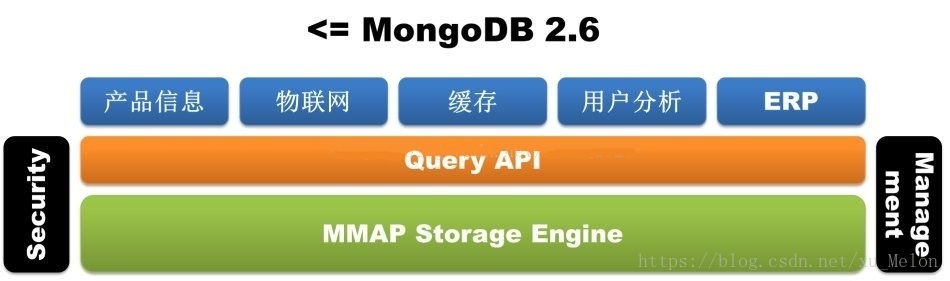 <= MongoDB 2.6
产品信息
物联网
缓存
用户分析
ERP
Security
Query API
Manage
ment
MMAP Storage Engine
https://blog.csdn.net/xu_Melon